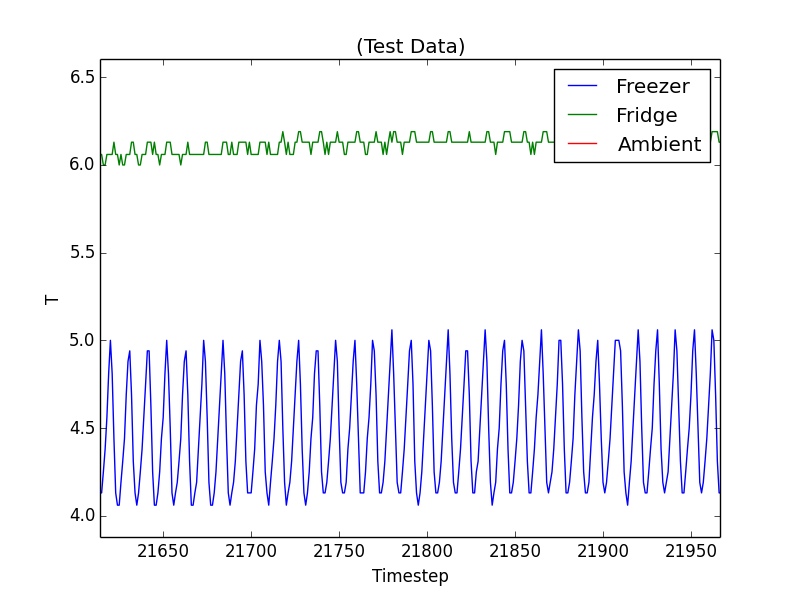 (Test Data)
Freezer
Fridge
Ambient
6.5
6.0
5.5
5.0
4.5
4.0
T
21650 21700 21750 21800 21850 21900 21950
Timestep